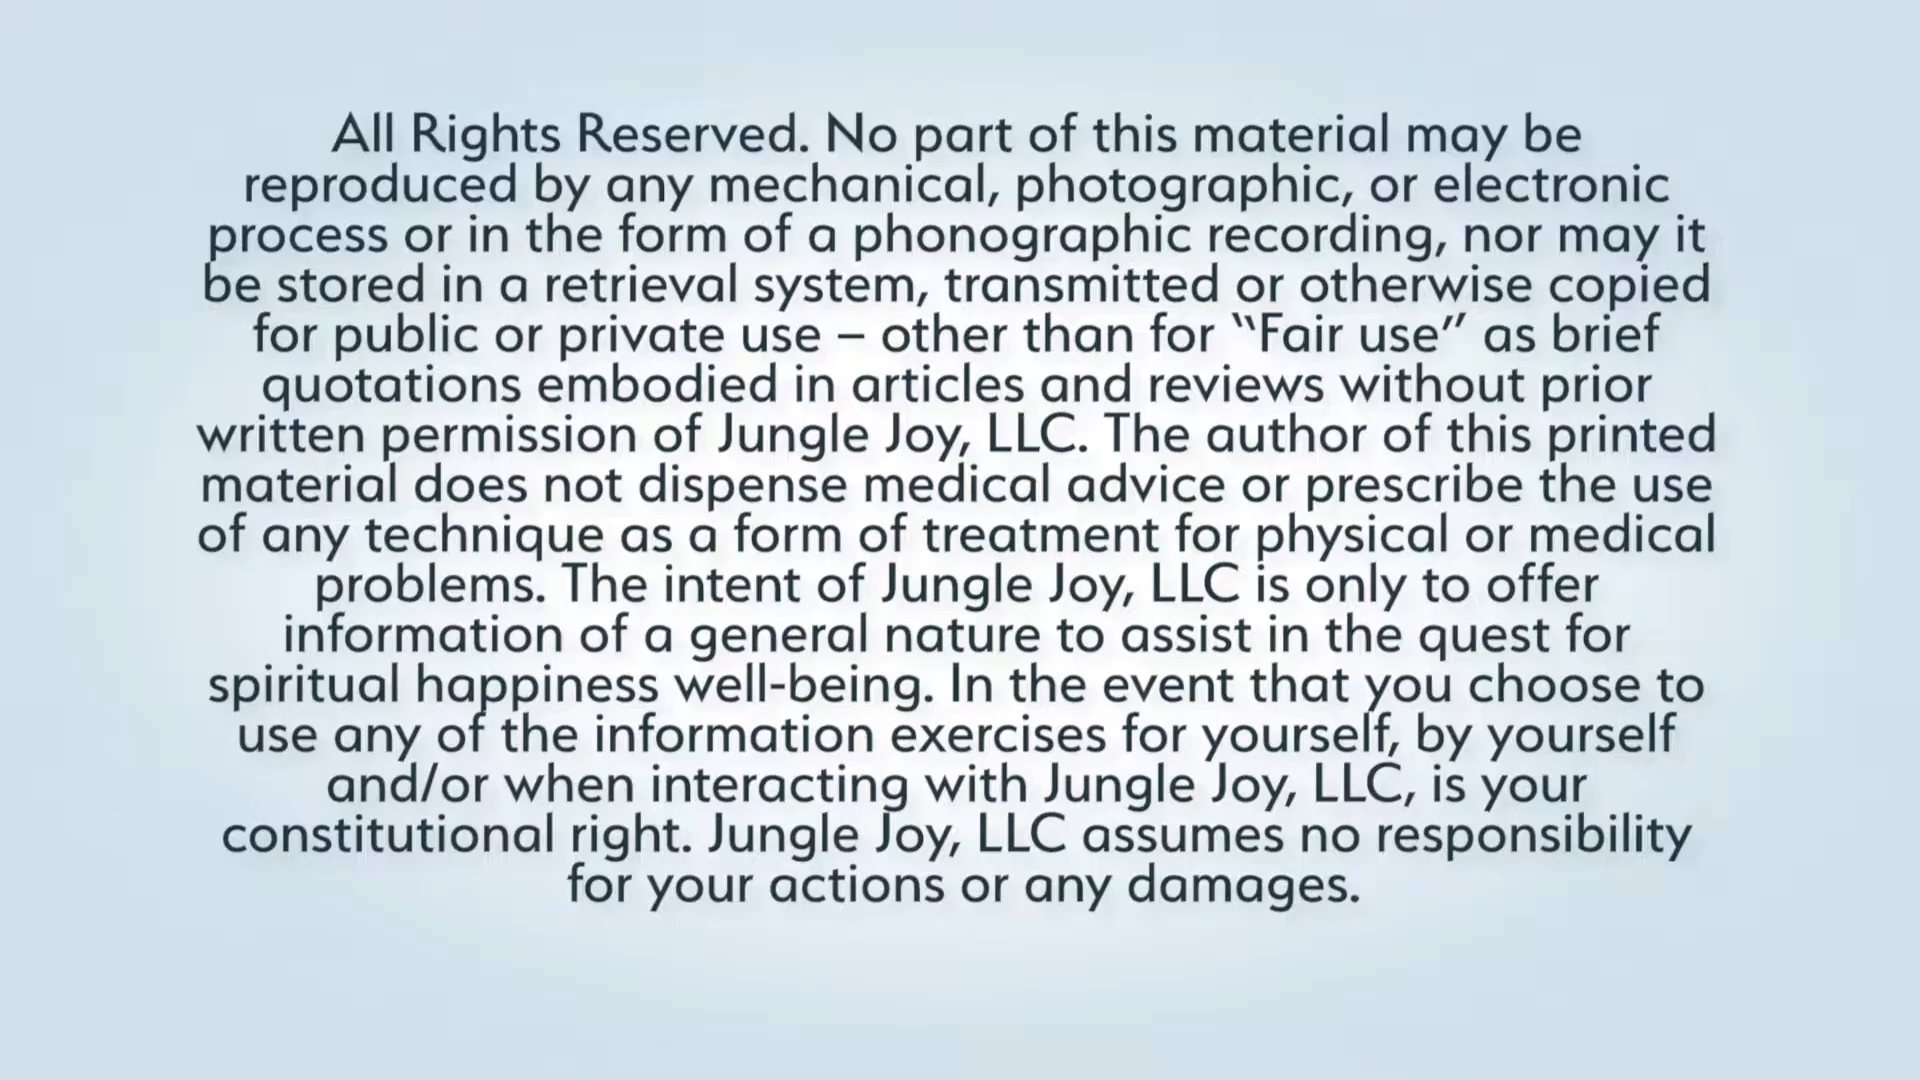 All Rights Reserved. No part of this material may be
reproduced by any mechanical, photographic, or electronic
process or in the form of a phonographic recording, nor may it
be stored in a retrieval system, transmitted or otherwise copied
for public or private use – other than for “Fair use” as brief
quotations embodied in articles and reviews without prior
written permission of Jungle Joy, LLC. The author of this printed
material does not dispense medical advice or prescribe the use
of any technique as a form of treatment for physical or medical
problems. The intent of Jungle Joy, LLC is only to offer
information of a general nature to assist in the quest for
spiritual happiness well-being. In the event that you choose to
use any of the information exercises for yourself, by yourself
and/or when interacting with Jungle Joy, LLC, is your
constitutional right. Jungle Joy, LLC assumes no responsibility
for your actions or any damages.